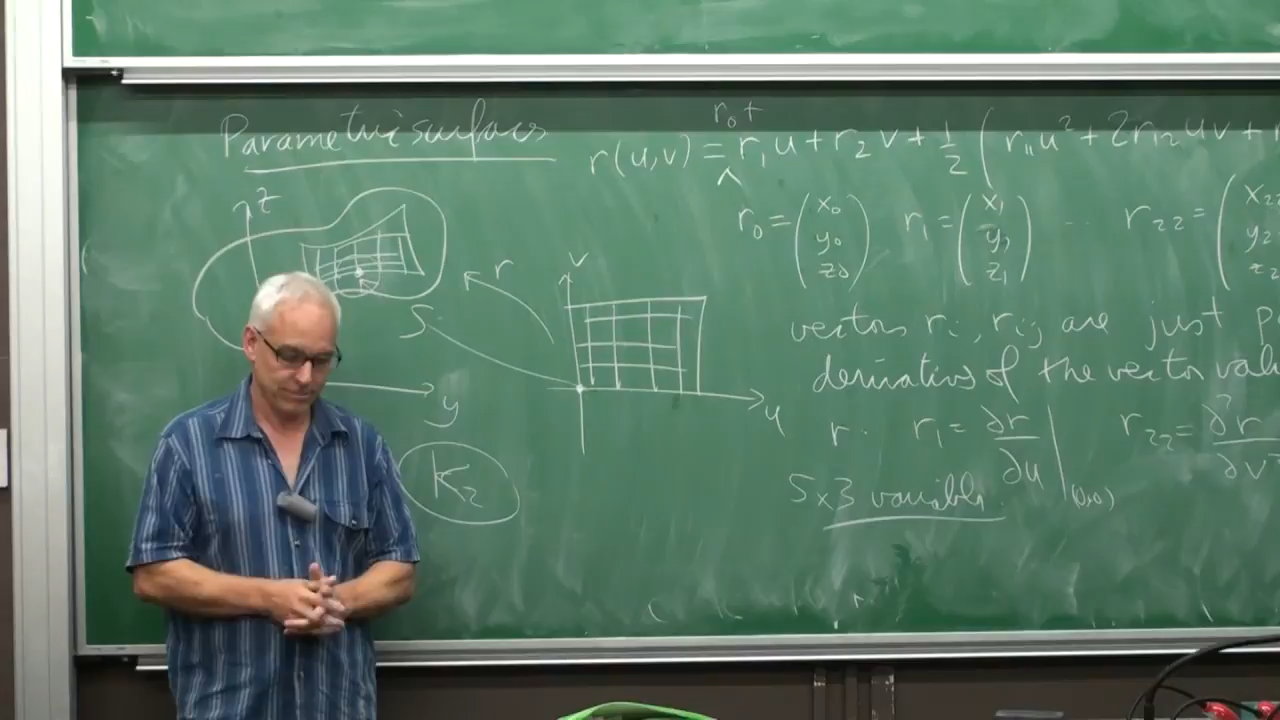 Parametric surfaces
r₀ +
r(u,v) = r₁u + r₂v + ½ (r₁₁u² + 2r₁₂uv +
z
S
y
K₂
r
v
u
r₀ = (x₀ y₀ z₀) r₁ = (x₁ y₁ z₁) ... r₂₂ = (x₂₂ y₂₂ z₂₂
vectors rᵢ, rᵢⱼ are just
derivatives of the vector
r. r₁ = ∂r/∂u |(0,0) r₂₂ = ∂²r/∂v²
5x3 variables.